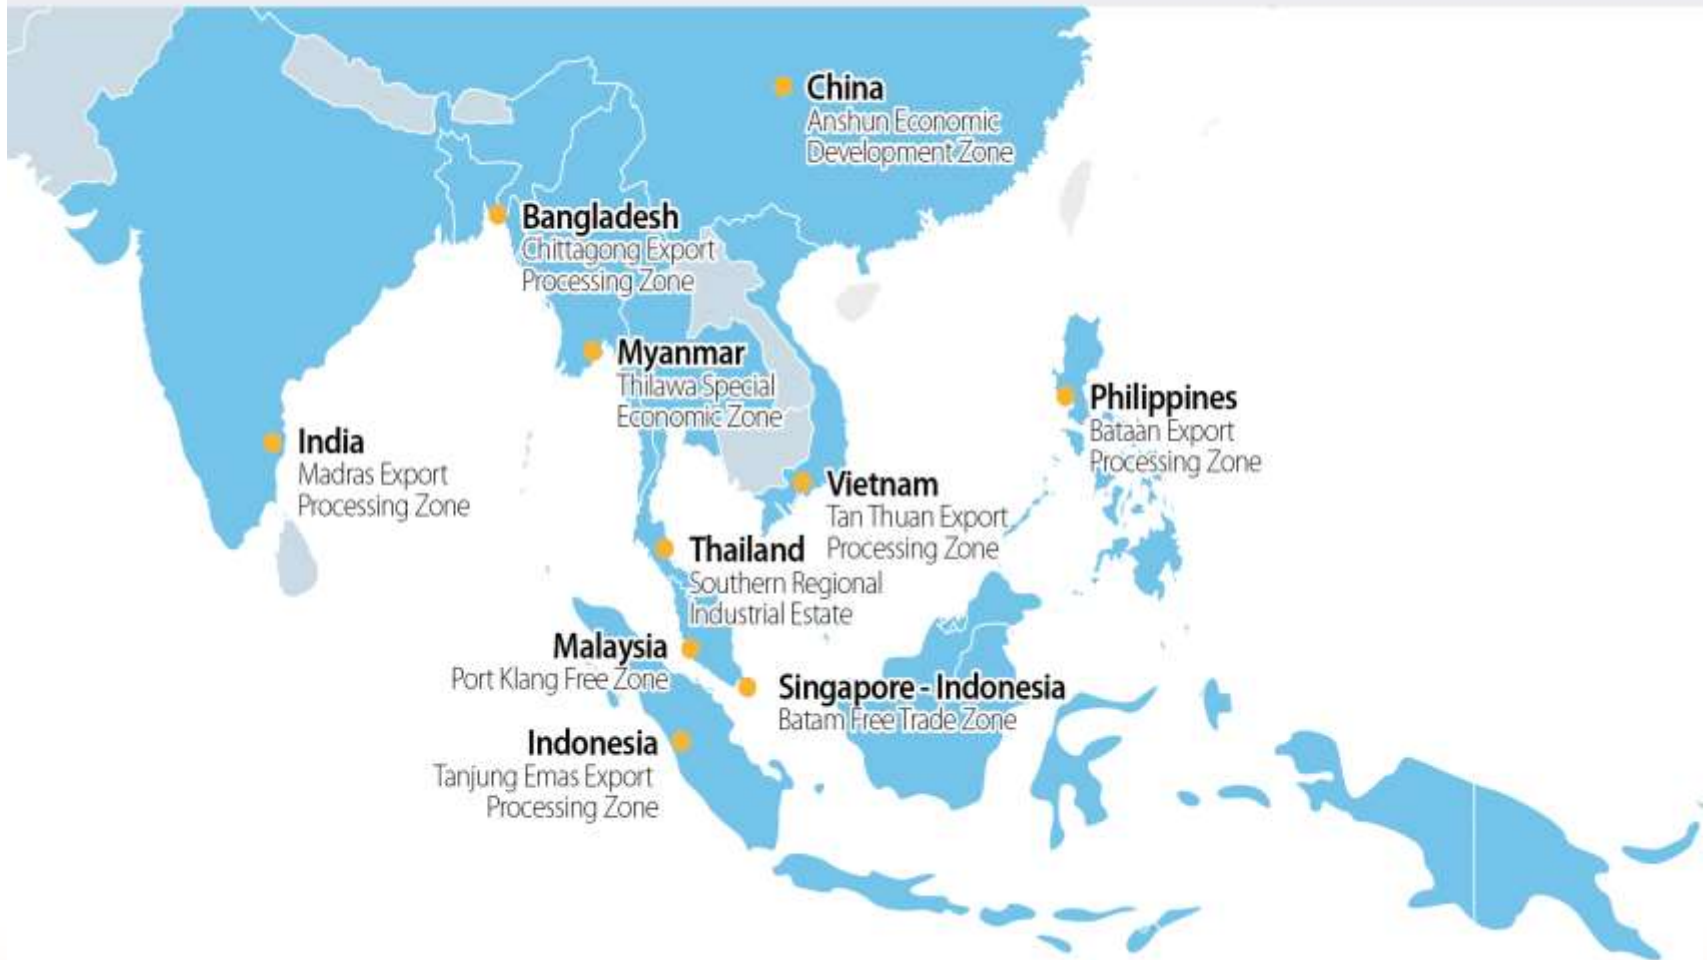 China
Anshun Economic
Development Zone
Bangladesh
Chittagong Export
Processing Zone
Myanmar
Thilawa Special
Economic Zone
Philippines
Bataan Export
Processing Zone
India
Madras Export
Processing Zone
Vietnam
Tan Thuan Export
Processing Zone
Thailand
Southern Regional
Industrial Estate
Malaysia
Port Klang Free Zone
Singapore - Indonesia
Batam Free Trade Zone
Indonesia
Tanjung Emas Export
Processing Zone